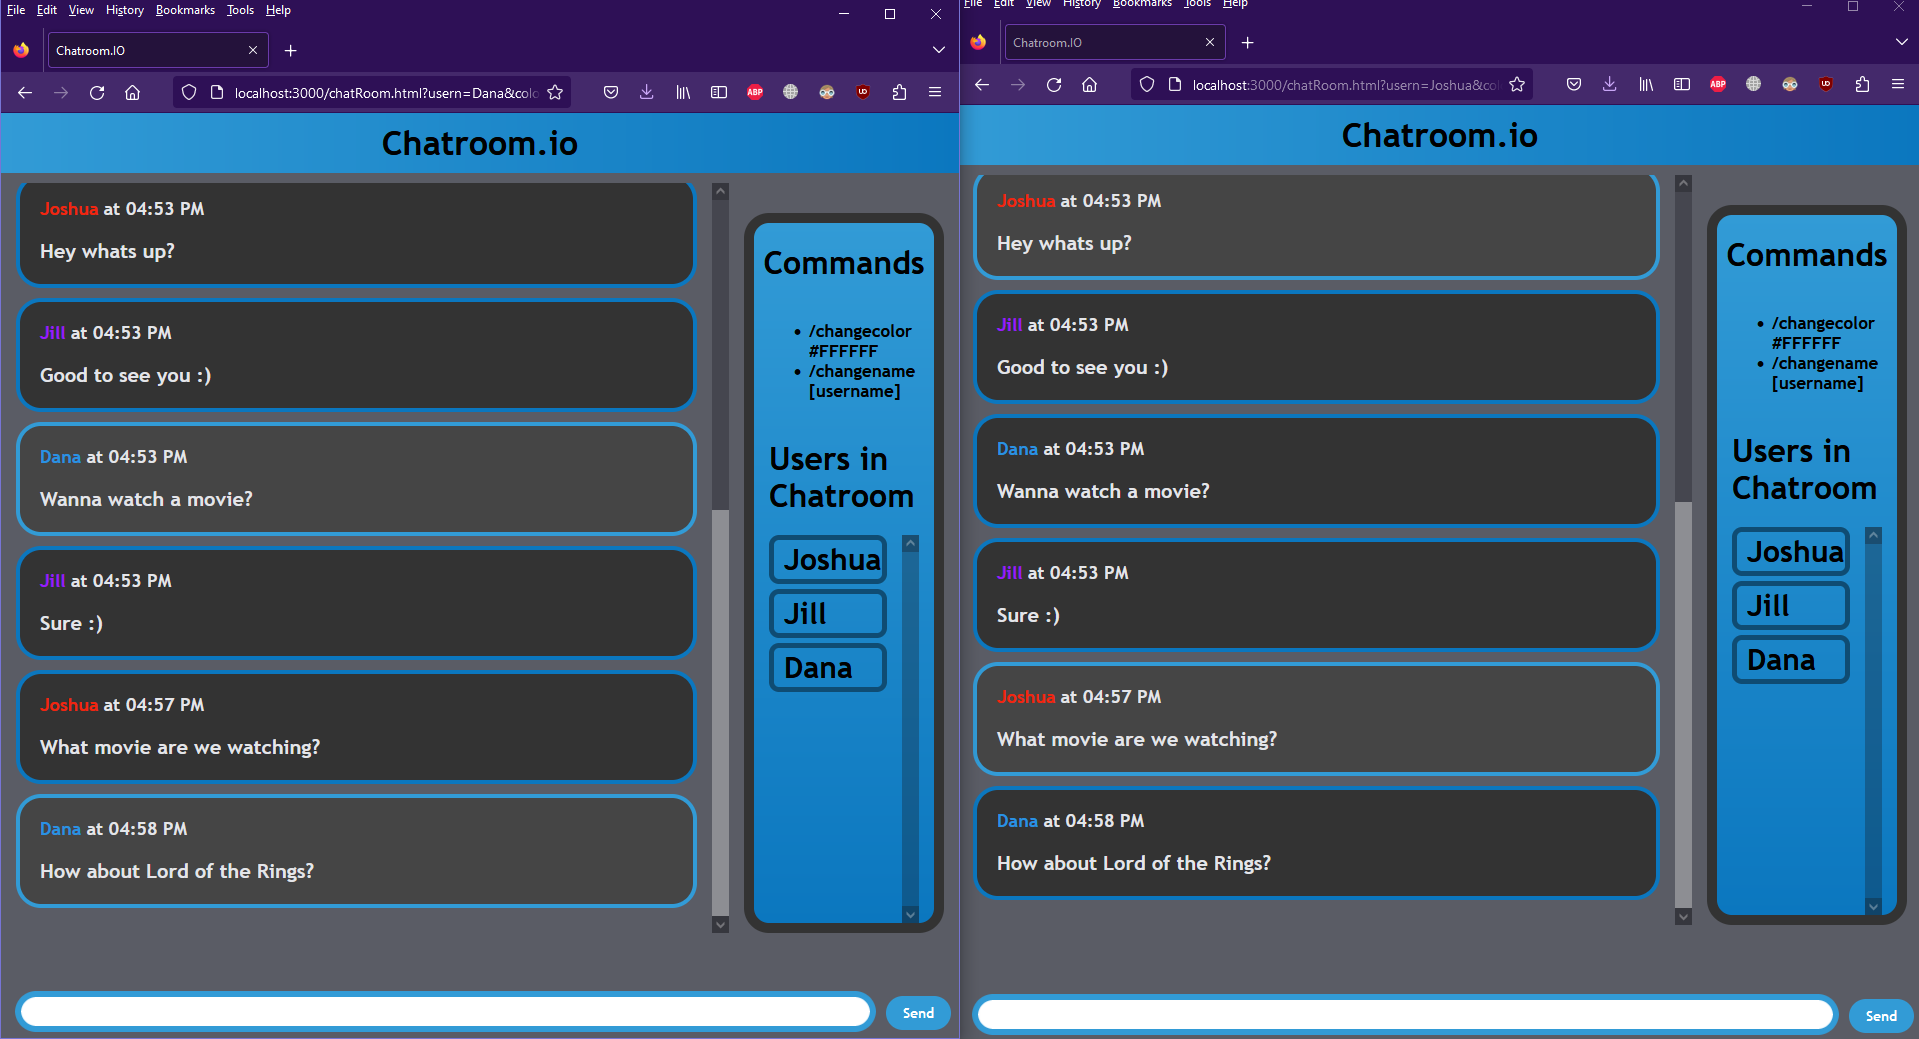 File Edit View History Bookmarks Tools Help
Chatroom.IO
localhost:3000/chatRoom.html?usern=Dana&colo
Chatroom.io
Joshua at 04:53 PM
Hey whats up?
Jill at 04:53 PM
Good to see you :)
Dana at 04:53 PM
Wanna watch a movie?
Jill at 04:53 PM
Sure :)
Joshua at 04:57 PM
What movie are we watching?
Dana at 04:58 PM
How about Lord of the Rings?
Commands
• /changecolor
#FFFFFF
• /changename
[username]
Users in
Chatroom
Joshua
Jill
Dana
Send
File Edit View History Bookmarks Tools Help
Chatroom.IO
localhost:3000/chatRoom.html?usern=Joshua&col
Chatroom.io
Joshua at 04:53 PM
Hey whats up?
Jill at 04:53 PM
Good to see you :)
Dana at 04:53 PM
Wanna watch a movie?
Jill at 04:53 PM
Sure :)
Joshua at 04:57 PM
What movie are we watching?
Dana at 04:58 PM
How about Lord of the Rings?
Commands
• /changecolor
#FFFFFF
• /changename
[username]
Users in
Chatroom
Joshua
Jill
Dana
Send